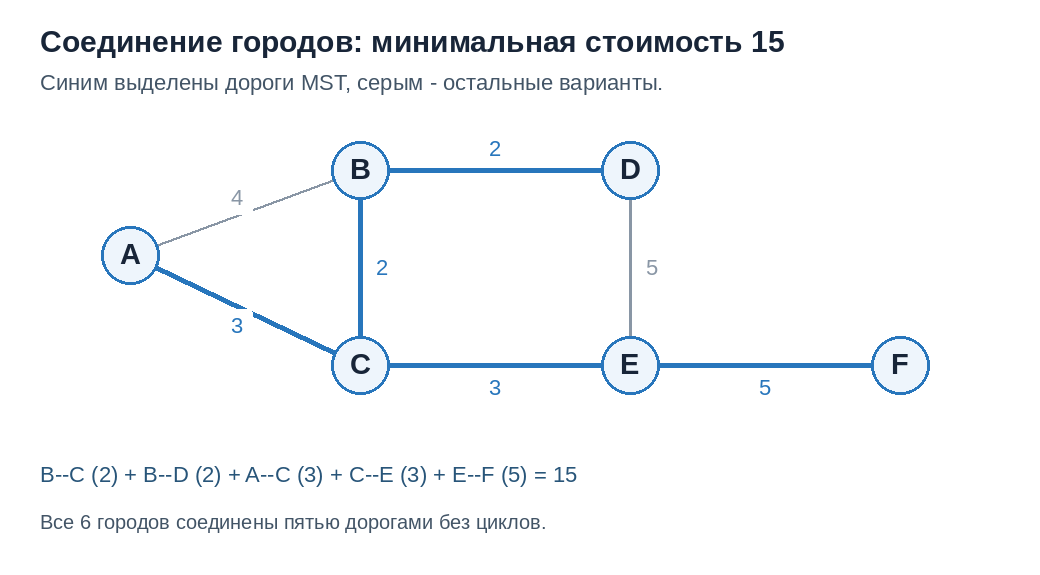 Соединение городов: минимальная стоимость 15
Синим выделены дороги MST, серым - остальные варианты.
2
B
D
4
A
2
5
3
C
E
F
3
5
B--C (2) + B--D (2) + A--C (3) + C--E (3) + E--F (5) = 15
Все 6 городов соединены пятью дорогами без циклов.